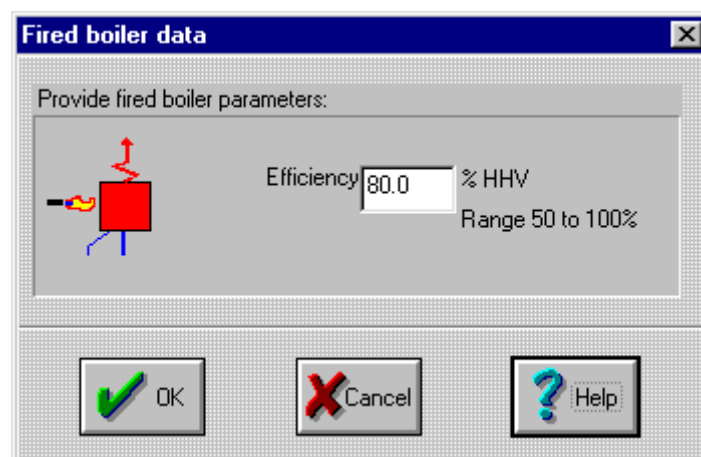 Fired boiler data
Provide fired boiler parameters:
Efficiency 80.0 % HHV
Range 50 to 100%
OK Cancel Help